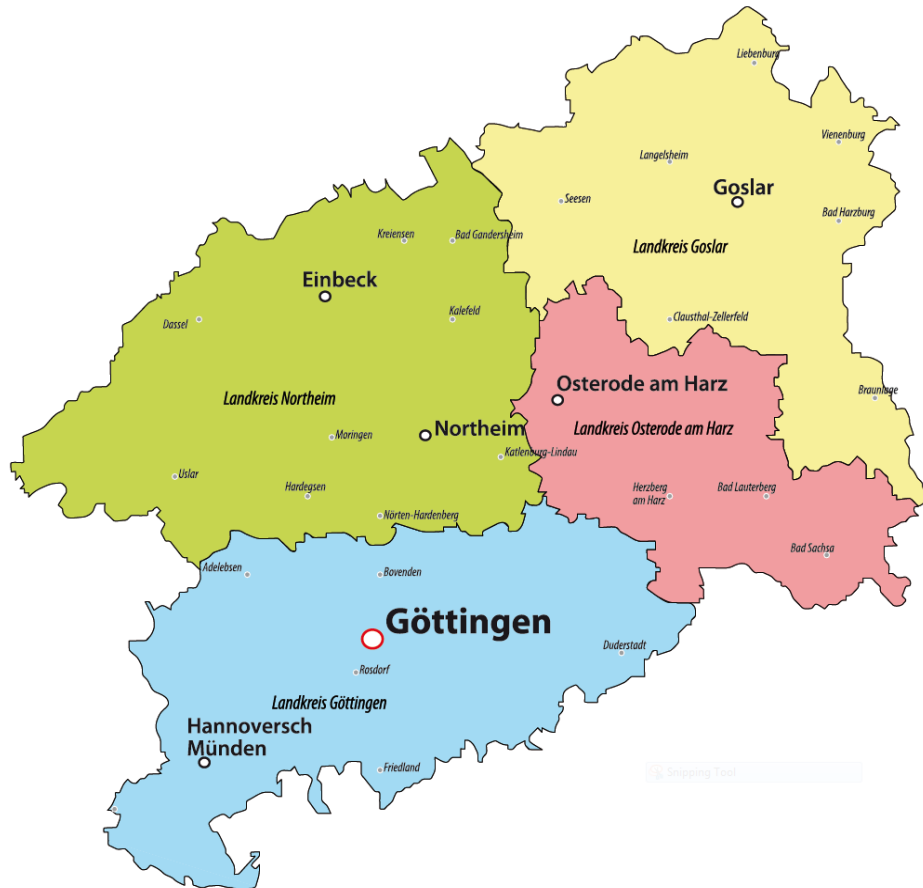 Liebenburg
Vienenburg
Langelsheim
Goslar
Seesen
Bad Harzburg
Kreiensen
Bad Gandersheim
Landkreis Goslar
Einbeck
Kalefeld
Clausthal-Zellerfeld
Dassel
Osterode am Harz
Braunlage
Landkreis Northeim
Northeim
Landkreis Osterode am Harz
Moringen
Katlenburg-Lindau
Uslar
Hardegsen
Herzberg
am Harz
Bad Lauterberg
Nörten-Hardenberg
Bad Sachsa
Adelebsen
Bovenden
Göttingen
Duderstadt
Rosdorf
Landkreis Göttingen
Hannoversch
Münden
Friedland
Snipping Tool